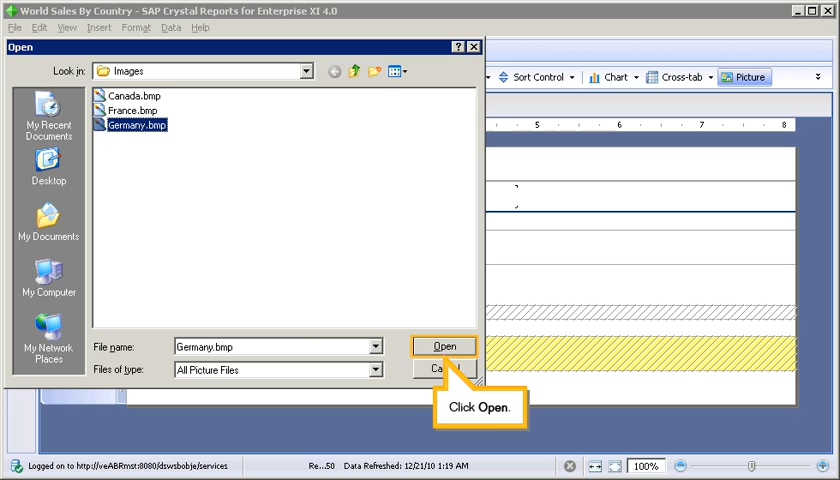 World Sales By Country - SAP Crystal Reports for Enterprise XI 4.0
File Edit View Insert Format Data Help
Open
Look in: Images
Sort Control Chart Cross-tab Picture
Canada.bmp
France.bmp
Germany.bmp
My Recent
Documents
Desktop
My Documents
My Computer
My Network
Places
5 6 7 8
File name: Germany.bmp Open
Files of type: All Picture Files
Click Open.
Logged on to http://veABRmst:8080/dswsbobje/services Re...50 Data Refreshed: 12/21/10 1:19 AM 100%